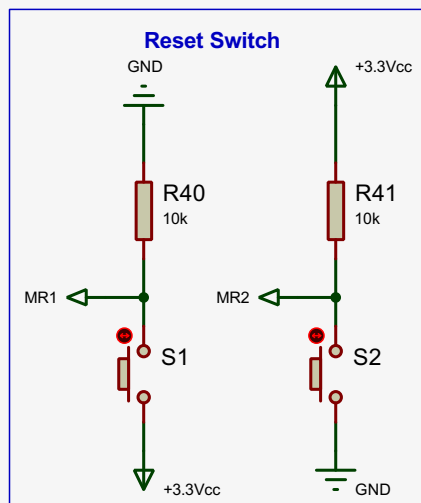 Reset Switch
GND
+3.3Vcc
R40
10k
R41
10k
MR1
MR2
S1
S2
+3.3Vcc
GND